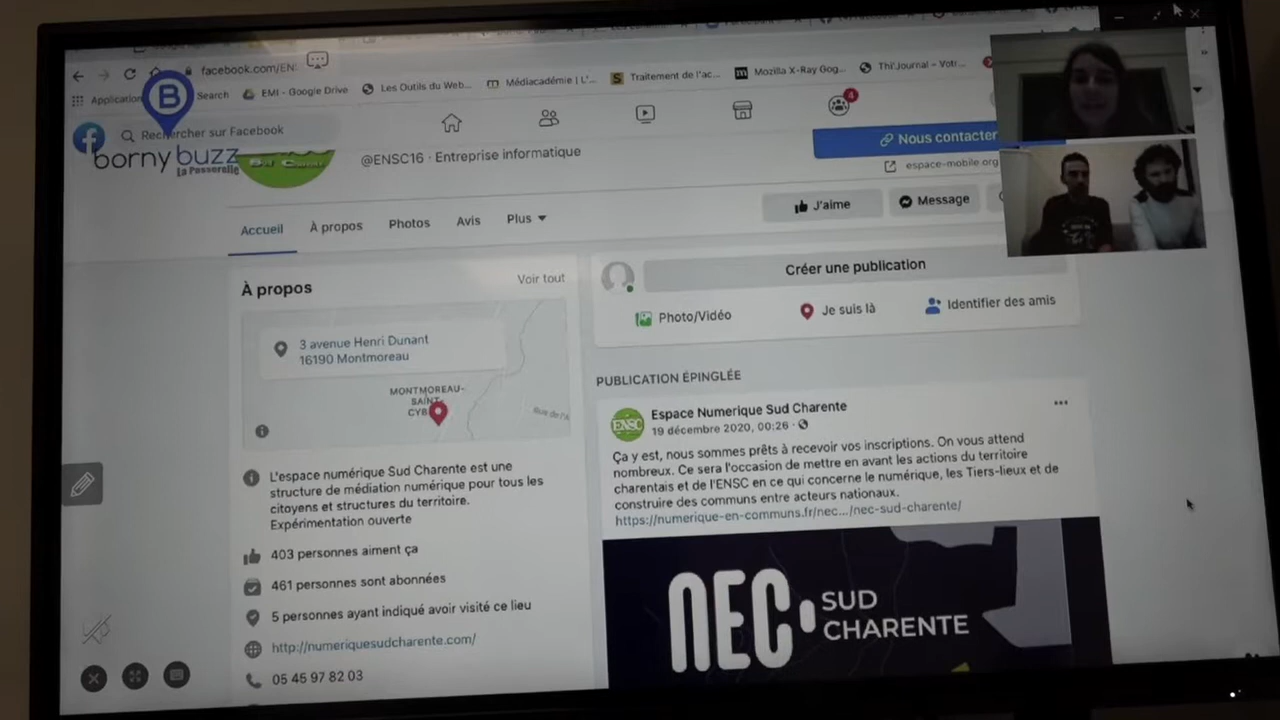 facebook.com/EN
Application
Search
EMI - Google Drive
Les Outils du Web...
Médiacadémie | L'...
Traitement de l'ac...
Mozilla X-Ray Gog...
Thi'Journal - Votr...
B
borny buzz
La Passerelle
Rechercher sur Facebook
4
@ENSC16 · Entreprise informatique
Nous contacter
espace-mobile.org
J'aime
Message
Accueil
À propos
Photos
Avis
Plus
À propos
Voir tout
3 avenue Henri Dunant
16190 Montmoreau
MONTMOREAU-
SAINT-
CYB
Rue de l'A
L'espace numérique Sud Charente est une
structure de médiation numérique pour tous les
citoyens et structures du territoire.
Expérimentation ouverte
403 personnes aiment ça
461 personnes sont abonnées
5 personnes ayant indiqué avoir visité ce lieu
http://numeriquesudcharente.com/
05 45 97 82 03
Créer une publication
Photo/Vidéo
Je suis là
Identifier des amis
PUBLICATION ÉPINGLÉE
ENSC
Espace Numerique Sud Charente
19 décembre 2020, 00:26 ·
Ça y est, nous sommes prêts à recevoir vos inscriptions. On vous attend
nombreux. Ce sera l'occasion de mettre en avant les actions du territoire
charentais et de l'ENSC en ce qui concerne le numérique, les Tiers-lieux et de
construire des communs entre acteurs nationaux.
https://numerique-en-communs.fr/nec.../nec-sud-charente/
NEC
SUD
CHARENTE